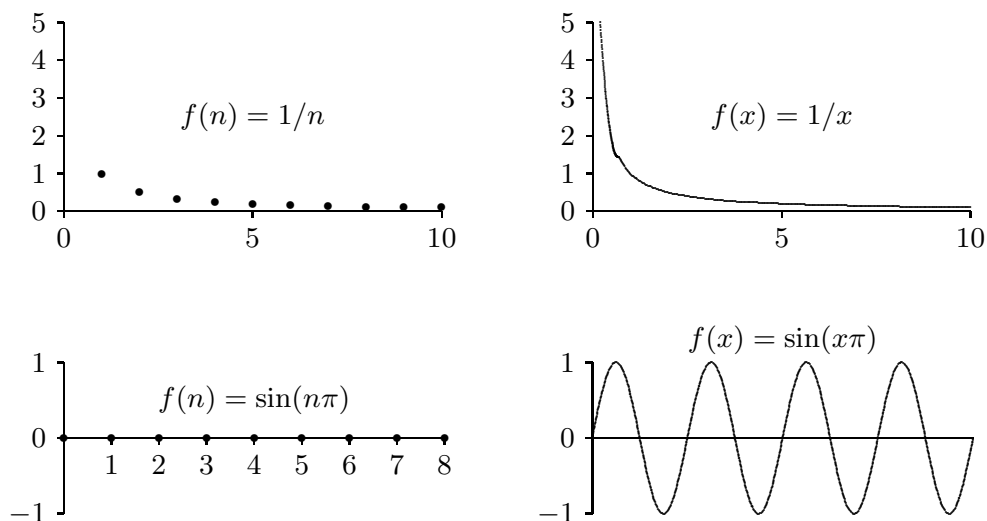 5
4
3
2
1
0
0 5 10
f(n) = 1/n
5
4
3
2
1
0
0 5 10
f(x) = 1/x
1
0
−1
f(n) = sin(nπ)
1 2 3 4 5 6 7 8
f(x) = sin(xπ)
1
0
−1